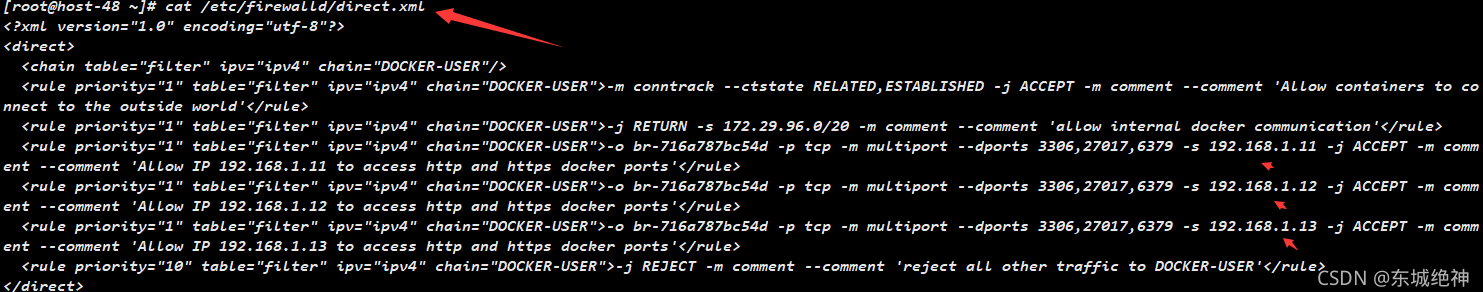 [root@host-48 ~]# cat /etc/firewalld/direct.xml
<?xml version="1.0" encoding="utf-8"?>
<direct>
  <chain table="filter" ipv="ipv4" chain="DOCKER-USER"/>
  <rule priority="1" table="filter" ipv="ipv4" chain="DOCKER-USER">-m conntrack --ctstate RELATED,ESTABLISHED -j ACCEPT -m comment --comment 'Allow containers to co
nnect to the outside world'</rule>
  <rule priority="1" table="filter" ipv="ipv4" chain="DOCKER-USER">-j RETURN -s 172.29.96.0/20 -m comment --comment 'allow internal docker communication'</rule>
  <rule priority="1" table="filter" ipv="ipv4" chain="DOCKER-USER">-o br-716a787bc54d -p tcp -m multiport --dports 3306,27017,6379 -s 192.168.1.11 -j ACCEPT -m comm
ent --comment 'Allow IP 192.168.1.11 to access http and https docker ports'</rule>
  <rule priority="1" table="filter" ipv="ipv4" chain="DOCKER-USER">-o br-716a787bc54d -p tcp -m multiport --dports 3306,27017,6379 -s 192.168.1.12 -j ACCEPT -m comm
ent --comment 'Allow IP 192.168.1.12 to access http and https docker ports'</rule>
  <rule priority="1" table="filter" ipv="ipv4" chain="DOCKER-USER">-o br-716a787bc54d -p tcp -m multiport --dports 3306,27017,6379 -s 192.168.1.13 -j ACCEPT -m comm
ent --comment 'Allow IP 192.168.1.13 to access http and https docker ports'</rule>
  <rule priority="10" table="filter" ipv="ipv4" chain="DOCKER-USER">-j REJECT -m comment --comment 'reject all other traffic to DOCKER-USER'</rule>
</direct>
CSDN @东城绝神